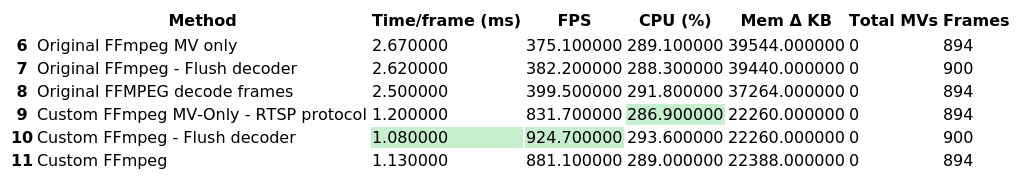 Method Time/frame (ms) FPS CPU (%) Mem Δ KB Total MVs Frames
6 Original FFmpeg MV only 2.670000 375.100000 289.100000 39544.000000 0 894
7 Original FFmpeg - Flush decoder 2.620000 382.200000 288.300000 39440.000000 0 900
8 Original FFMPEG decode frames 2.500000 399.500000 291.800000 37264.000000 0 894
9 Custom FFmpeg MV-Only - RTSP protocol 1.200000 831.700000 286.900000 22260.000000 0 894
10 Custom FFmpeg - Flush decoder 1.080000 924.700000 293.600000 22260.000000 0 900
11 Custom FFmpeg 1.130000 881.100000 289.000000 22388.000000 0 894